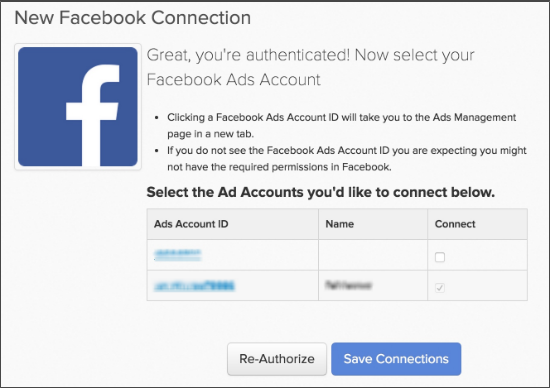 New Facebook Connection
Great, you're authenticated! Now select your
Facebook Ads Account
Clicking a Facebook Ads Account ID will take you to the Ads Management
page in a new tab.
If you do not see the Facebook Ads Account ID you are expecting you might
not have the required permissions in Facebook.
Select the Ad Accounts you'd like to connect below.
Ads Account ID Name Connect
Re-Authorize Save Connections